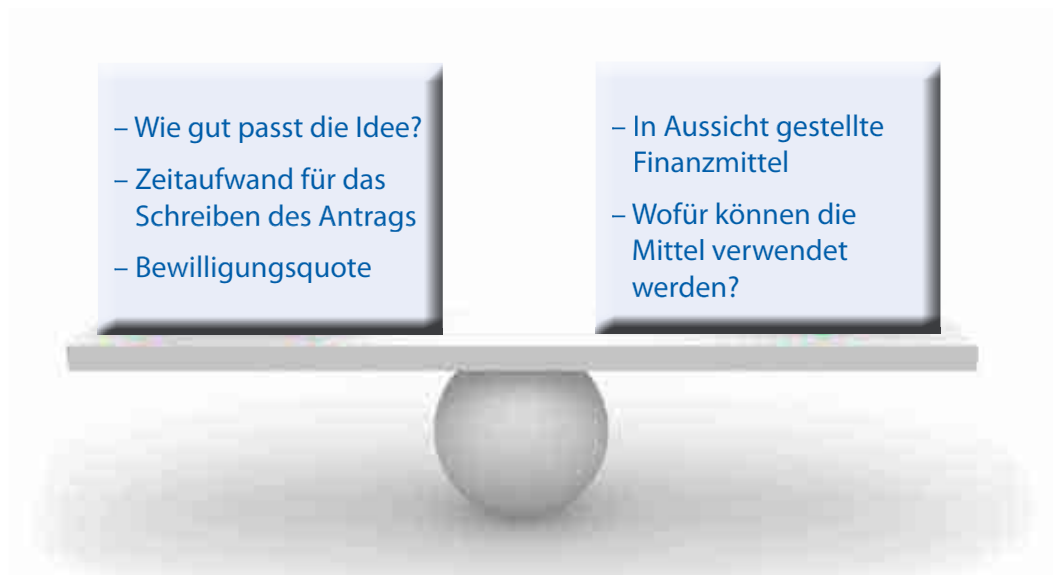 – Wie gut passt die Idee?
– Zeitaufwand für das
Schreiben des Antrags
– Bewilligungsquote
– In Aussicht gestellte
Finanzmittel
– Wofür können die
Mittel verwendet
werden?